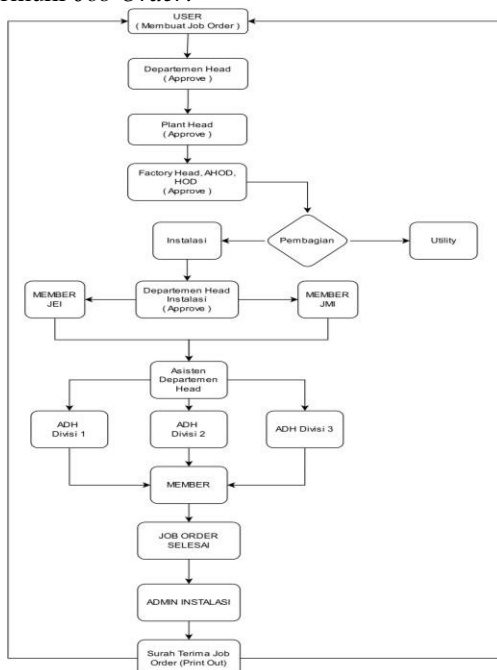 USER
( Membuat Job Order )
Departemen Head
( Approve )
Plant Head
( Approve )
Factory Head, AHOD,
HOD
(Approve )
Instalasi
Pembagian
Utility
MEMBER
JEI
Departemen Head
Instalasi
(Approve )
MEMBER
JMI
Asisten
Departemen
Head
ADH
Divisi 1
ADH
Divisi 2
ADH Divisi 3
MEMBER
JOB ORDER
SELESAI
ADMIN INSTALASI
Surah Terima Job
Order (Print Out)